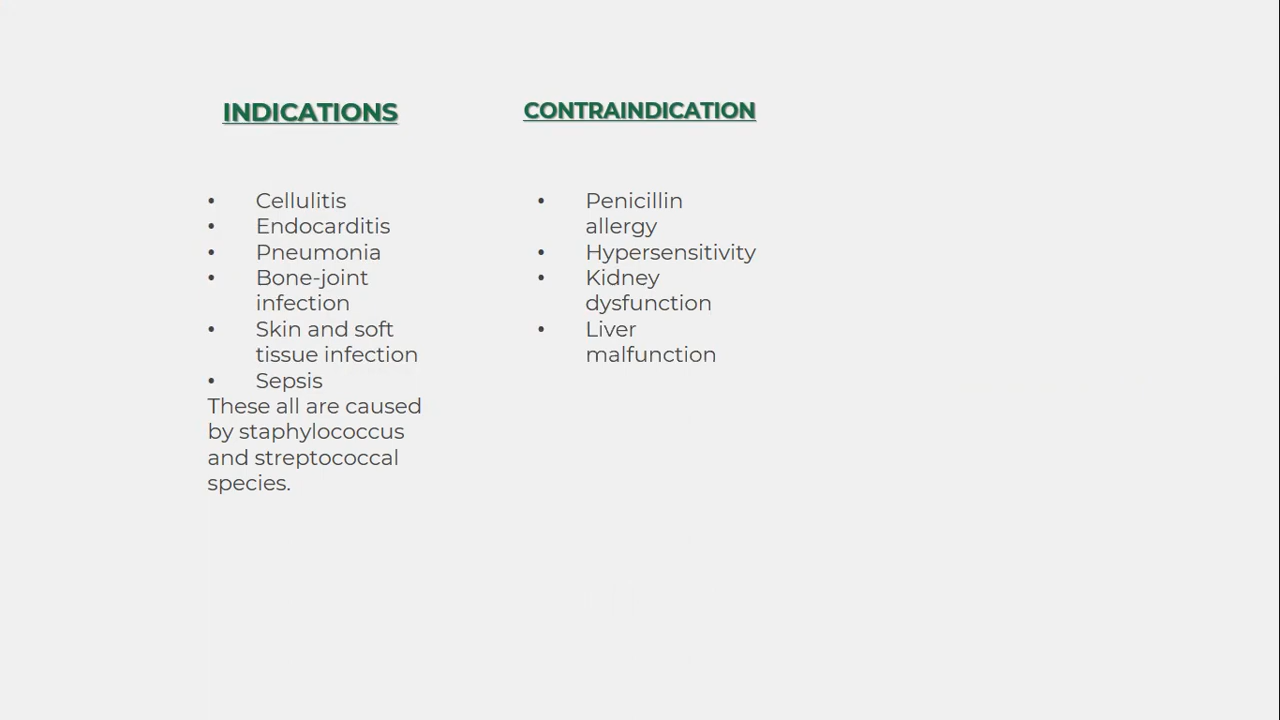 INDICATIONS
• Cellulitis
• Endocarditis
• Pneumonia
• Bone-joint
infection
• Skin and soft
tissue infection
• Sepsis
These all are caused
by staphylococcus
and streptococcal
species.
CONTRAINDICATION
• Penicillin
allergy
• Hypersensitivity
• Kidney
dysfunction
• Liver
malfunction